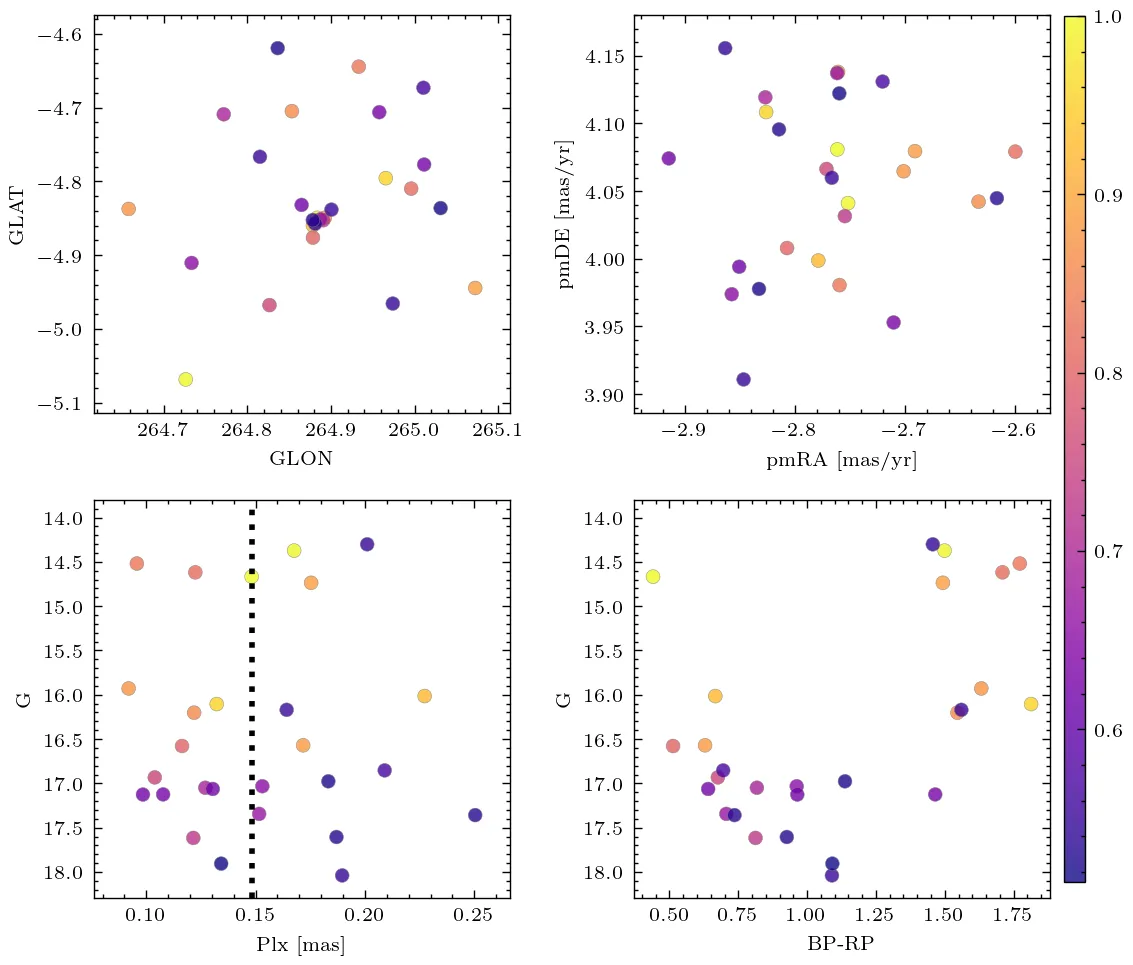 −4.6
−4.7
−4.8
−4.9
−5.0
−5.1
GLAT
264.7 264.8 264.9 265.0 265.1
GLON
4.15
4.10
4.05
4.00
3.95
3.90
pmDE [mas/yr]
−2.9 −2.8 −2.7 −2.6
pmRA [mas/yr]
1.0
0.9
0.8
0.7
0.6
14.0
14.5
15.0
15.5
16.0
16.5
17.0
17.5
18.0
G
0.10 0.15 0.20 0.25
Plx [mas]
14.0
14.5
15.0
15.5
16.0
16.5
17.0
17.5
18.0
G
0.50 0.75 1.00 1.25 1.50 1.75
BP-RP